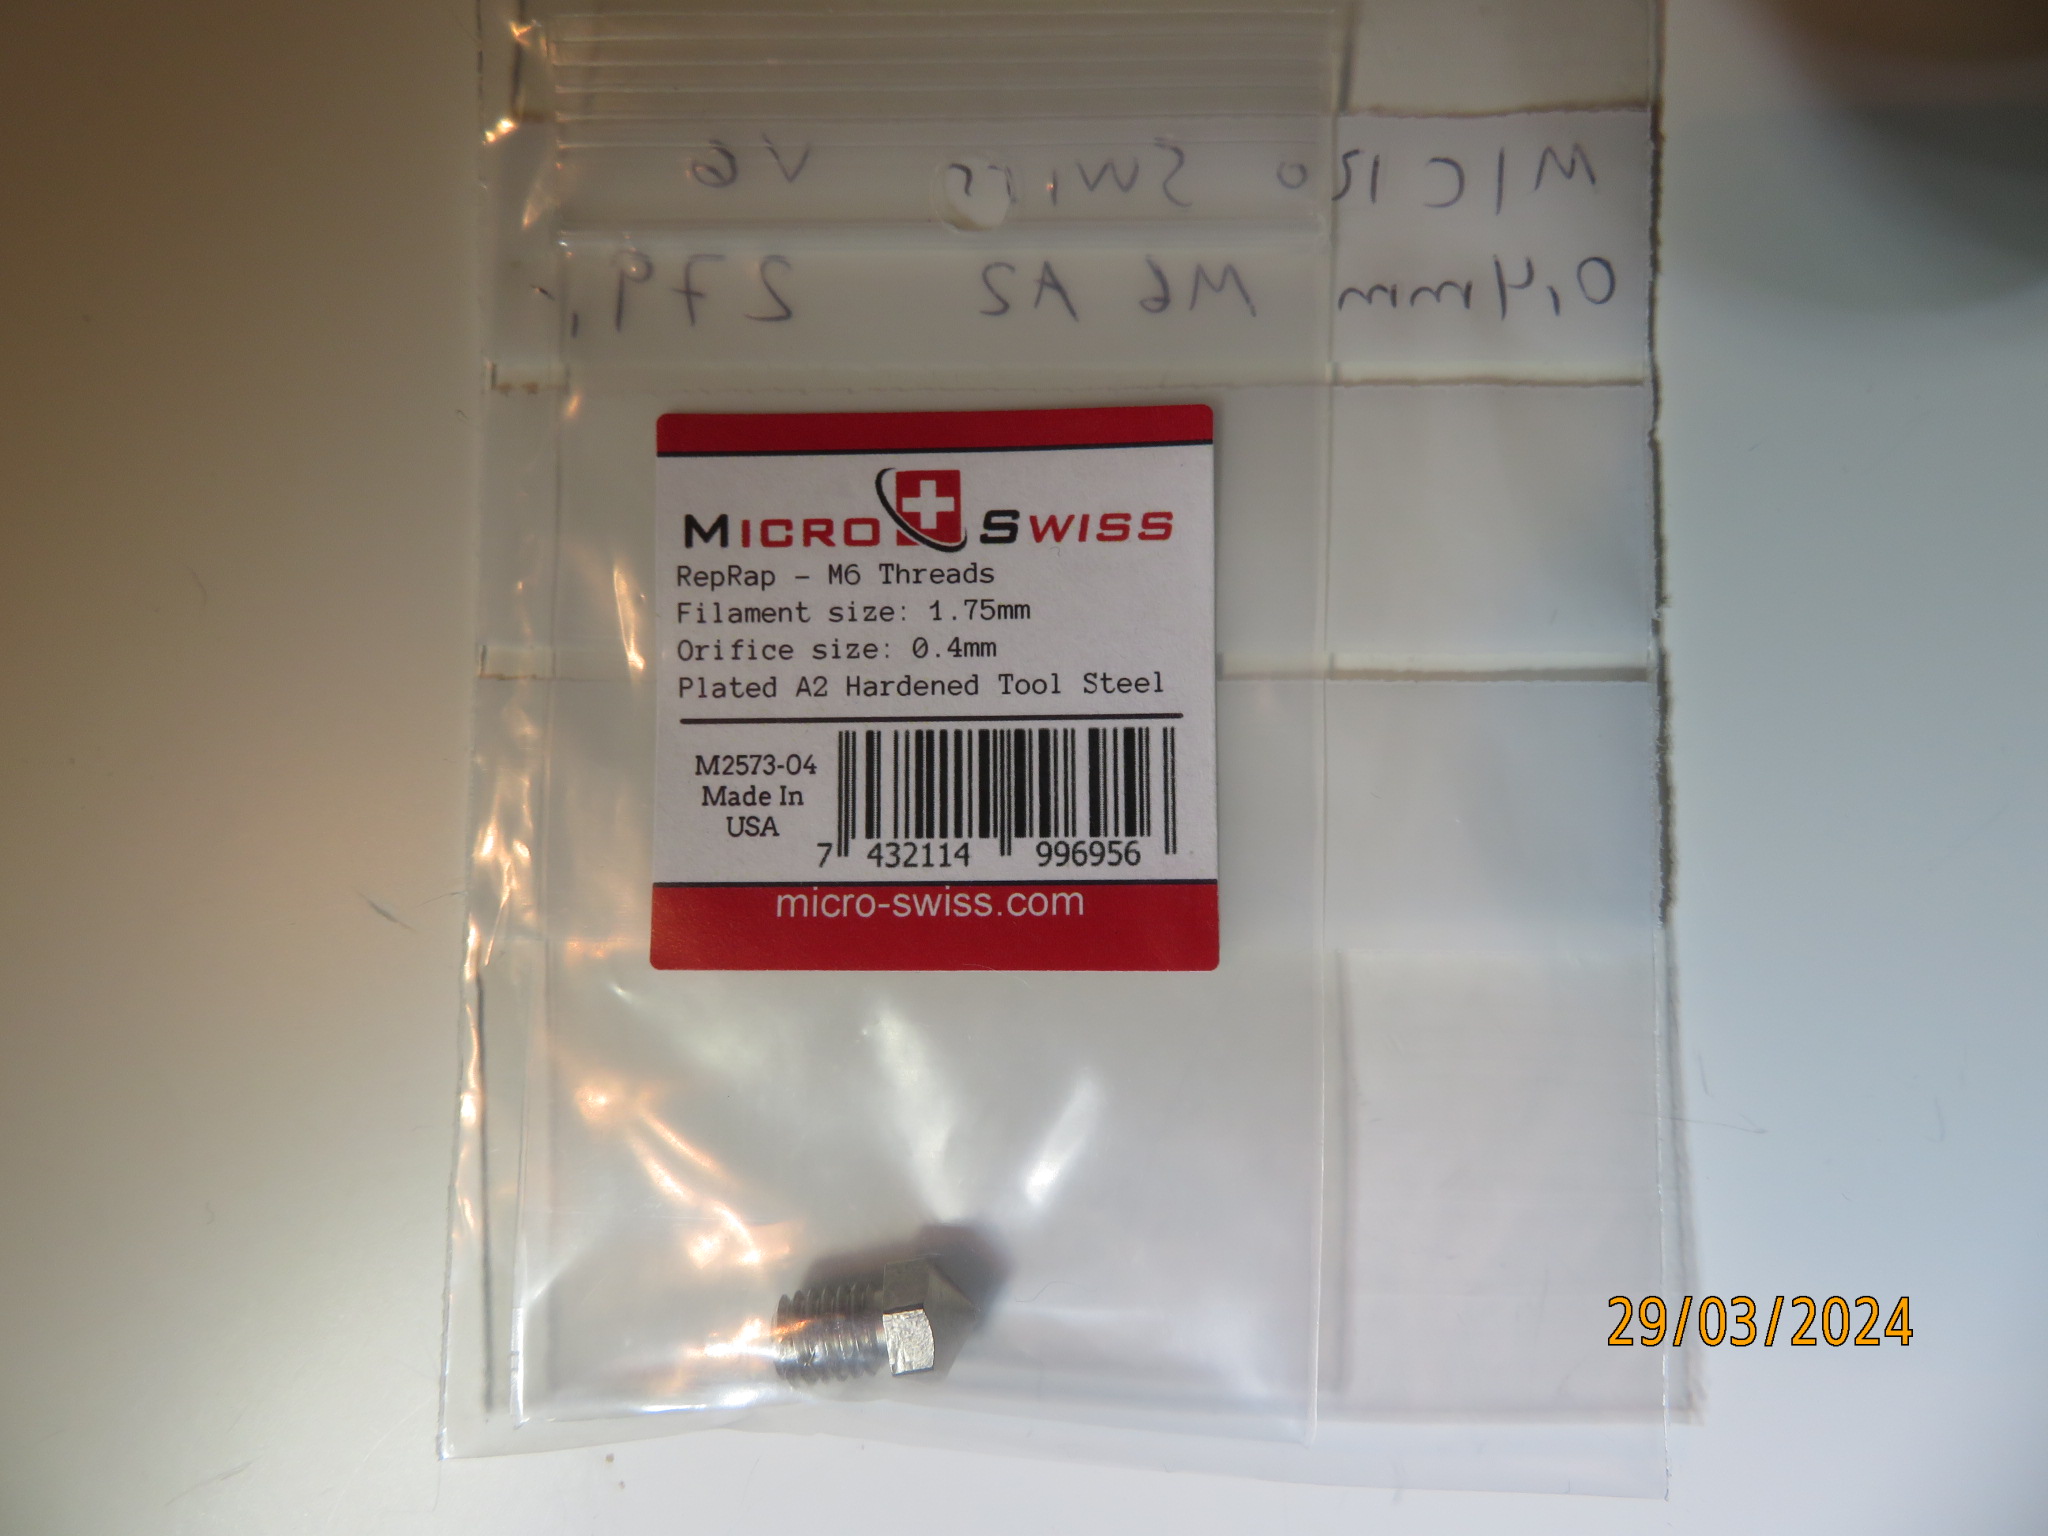 MICRO SWISS V6
0,4mm M6 A2 279,-
MICRO SWISS
RepRap - M6 Threads
Filament size: 1.75mm
Orifice size: 0.4mm
Plated A2 Hardened Tool Steel
M2573-04
Made In
USA
7 432114 996956
micro-swiss.com
29/03/2024